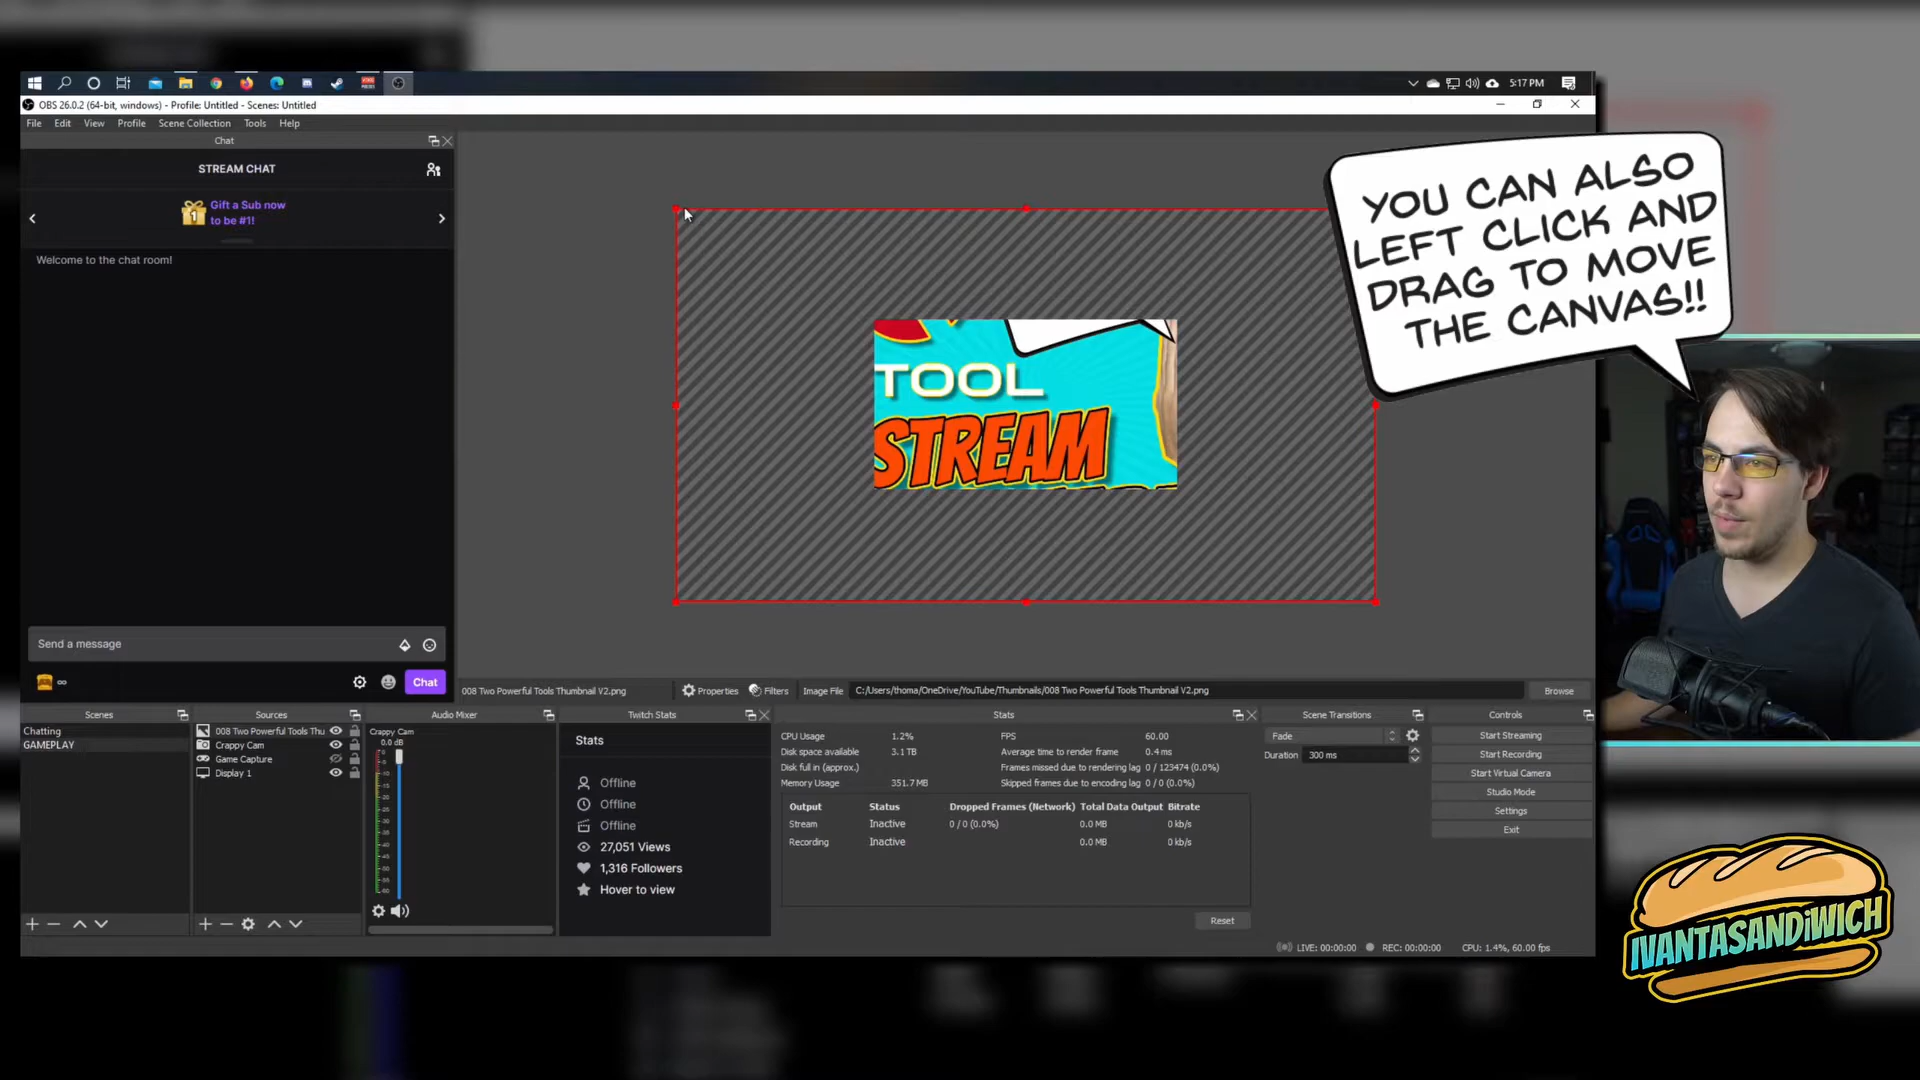 5:17 PM
OBS 26.0.2 (64-bit, windows) - Profile: Untitled - Scenes: Untitled
File Edit View Profile Scene Collection Tools Help
Chat
STREAM CHAT
1
Gift a Sub now
to be #1!
Welcome to the chat room!
YOU CAN ALSO
LEFT CLICK AND
DRAG TO MOVE
THE CANVAS!!
TOOL
STREAM
Send a message
Chat
008 Two Powerful Tools Thumbnail V2.png
Properties
Filters
Image File
C:/Users/thoma/OneDrive/YouTube/Thumbnails/008 Two Powerful Tools Thumbnail V2.png
Browse
Scenes
Chatting
GAMEPLAY
Sources
008 Two Powerful Tools Thu
Crappy Cam
Game Capture
Display 1
Audio Mixer
Crappy Cam
0.0 dB
Twitch Stats
Stats
Offline
Offline
Offline
27,051 Views
1,316 Followers
Hover to view
Stats
CPU Usage 1.2%
Disk space available 3.1 TB
Disk full in (approx.)
Memory Usage 351.7 MB
FPS 60.00
Average time to render frame 0.4 ms
Frames missed due to rendering lag 0 / 123474 (0.0%)
Skipped frames due to encoding lag 0 / 0 (0.0%)
Output Status Dropped Frames (Network) Total Data Output Bitrate
Stream Inactive 0 / 0 (0.0%) 0.0 MB 0 kb/s
Recording Inactive 0.0 MB 0 kb/s
Reset
Scene Transitions
Fade
Duration 300 ms
Controls
Start Streaming
Start Recording
Start Virtual Camera
Studio Mode
Settings
Exit
LIVE: 00:00:00 REC: 00:00:00 CPU: 1.4%, 60.00 fps
IVANTASANDiWICH